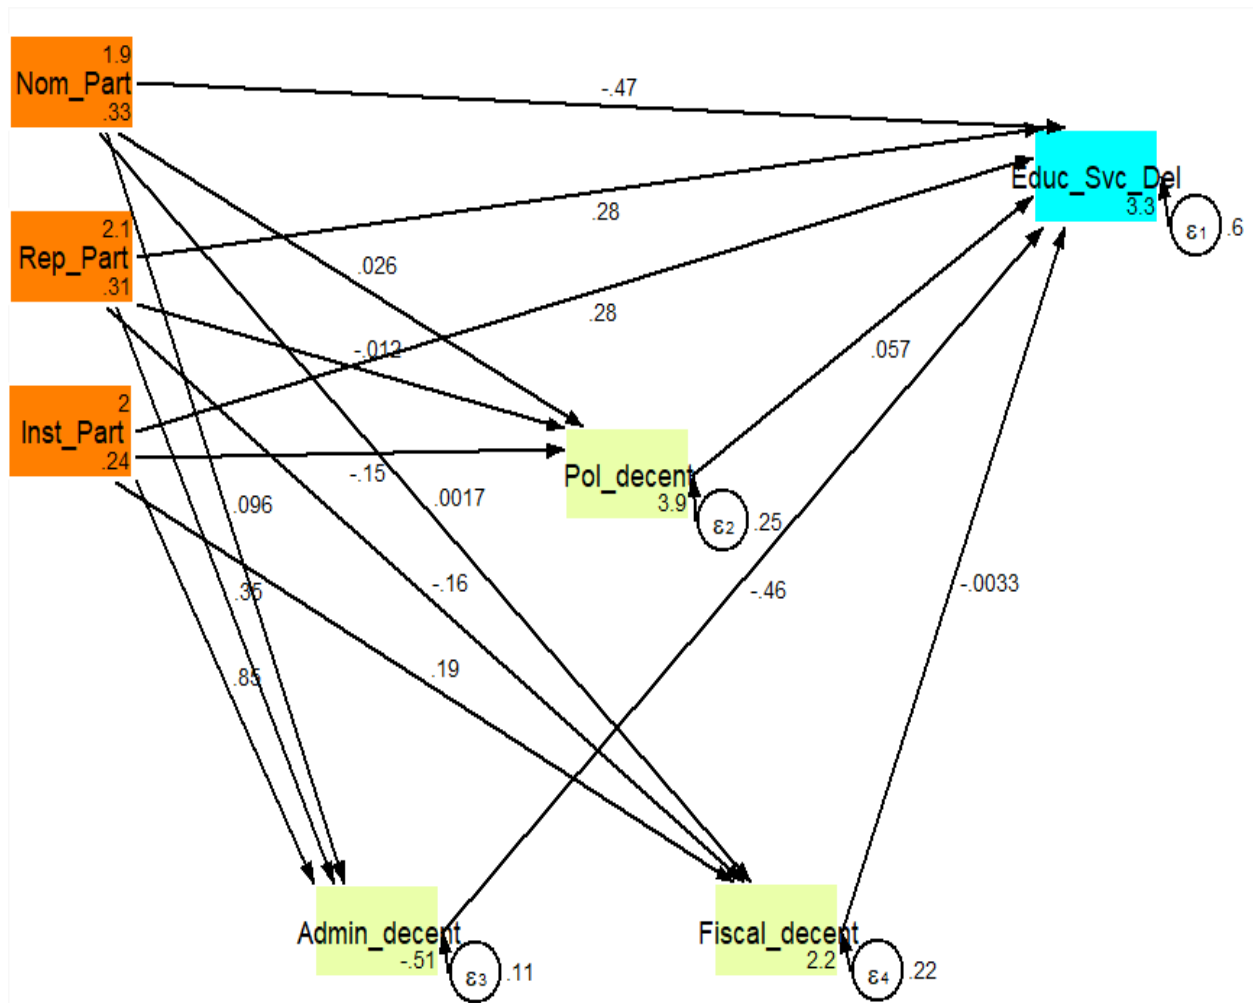 1.9
Nom_Part
.33
-.47
Educ_Svc_Del
3.3
ε1
.6
2.1
Rep_Part
.31
.28
.026
-.012
.28
.057
2
Inst_Part
.24
-.15
.0017
Pol_decent
3.9
ε2
.25
.096
.35
-.16
-.46
-.0033
.85
.19
Admin_decent
-.51
ε3
.11
Fiscal_decent
2.2
ε4
.22